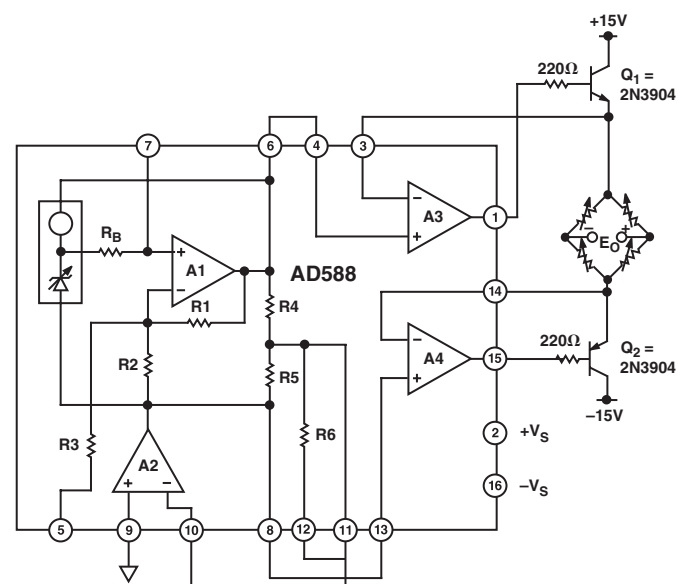 +15V
220Ω
Q1 =
2N3904
7
6
4
3
–
A3
+
1
RB
+
A1
–
AD588
R1
R4
– EO +
14
R2
–
A4
+
15
220Ω
Q2 =
2N3904
R5
–15V
R3
R6
A2
+ –
2
+VS
16
–VS
5
9
10
8
12
11
13